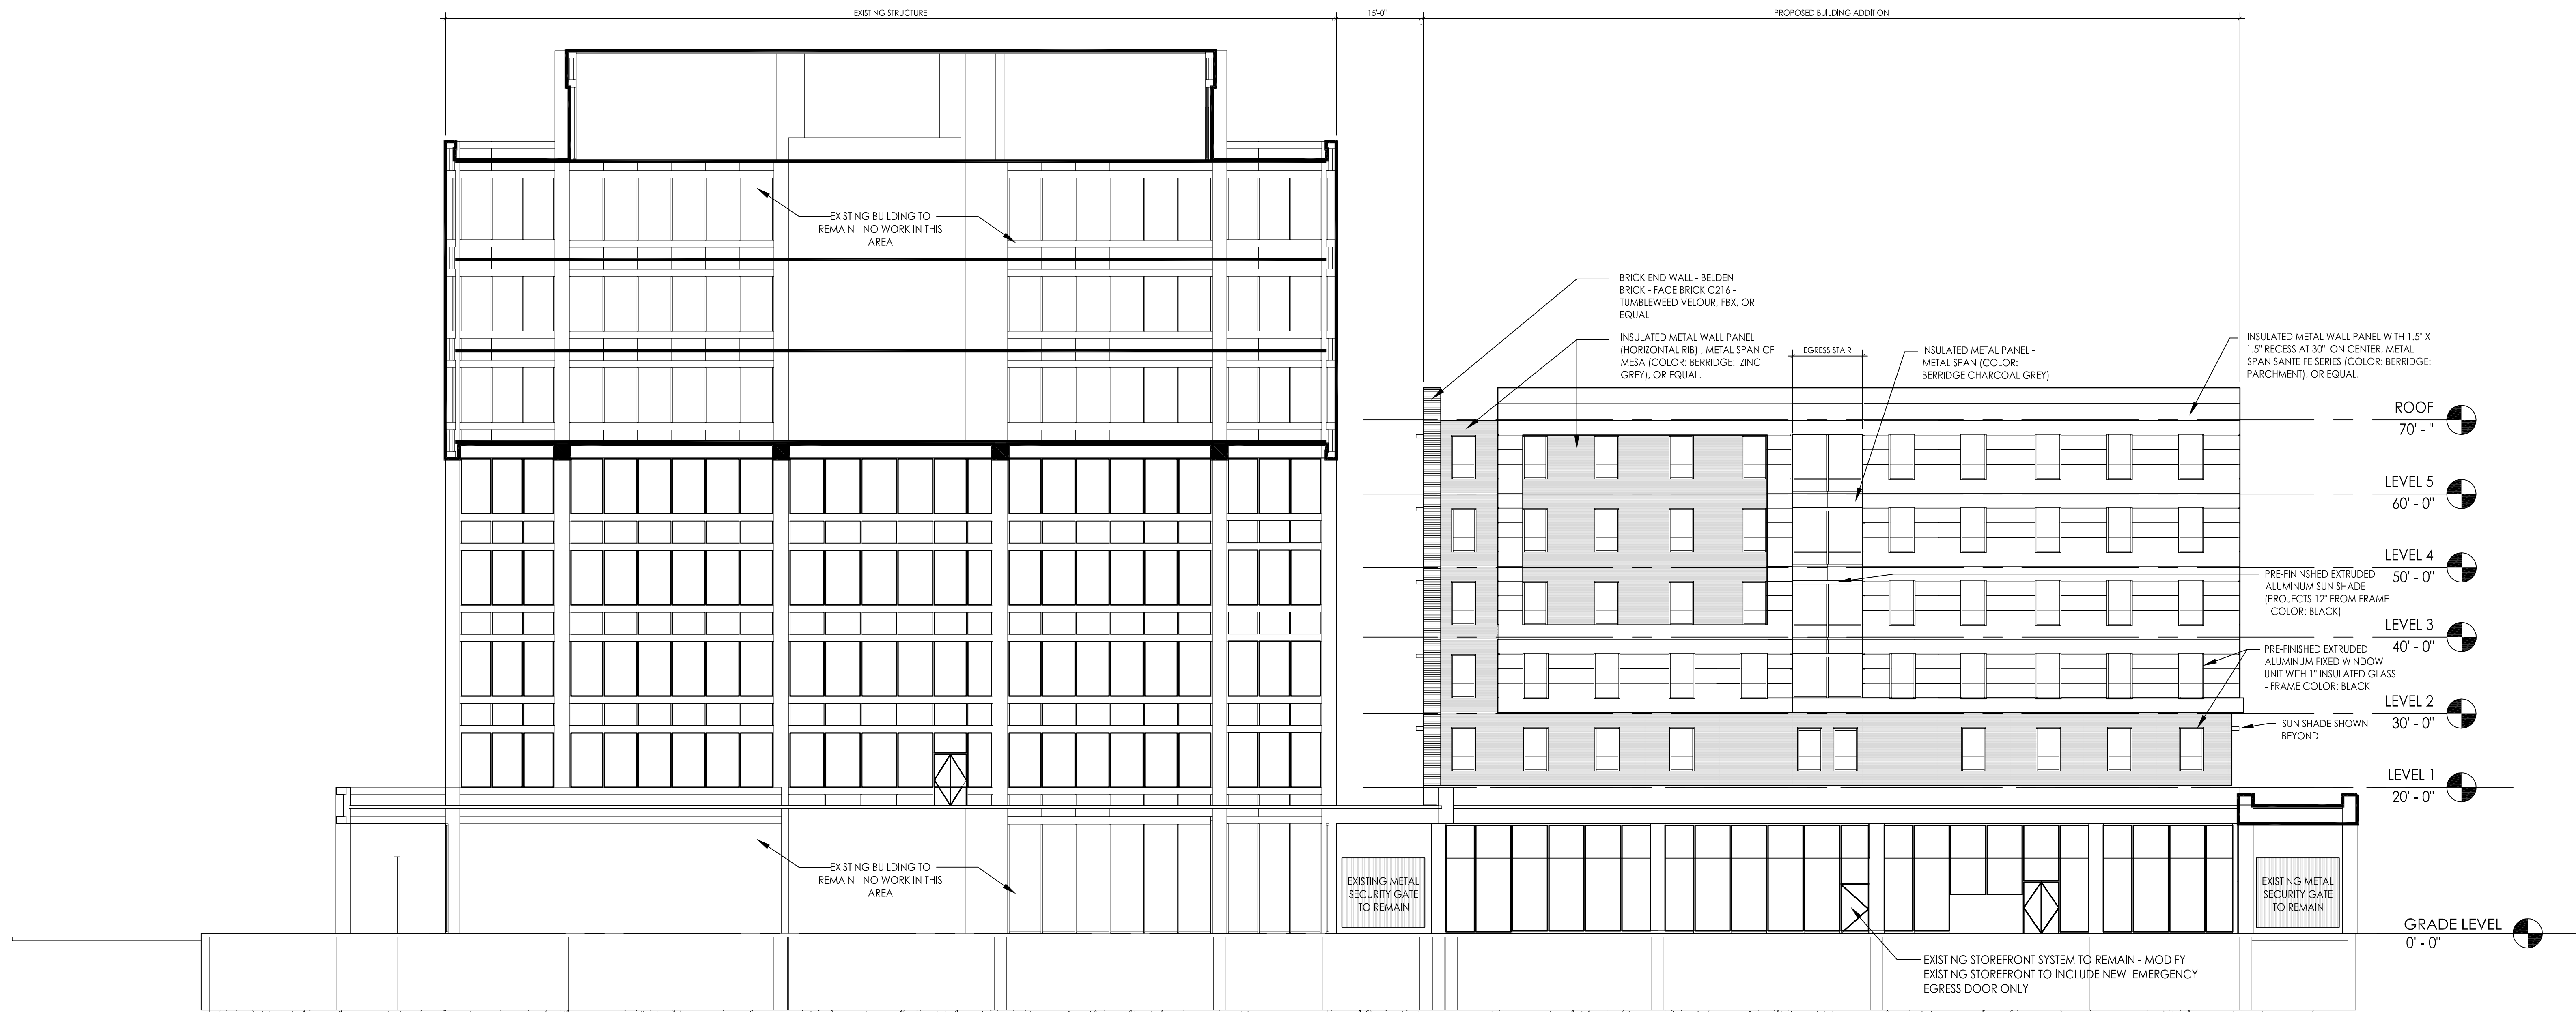 EXISTING STRUCTURE
15'-0"
PROPOSED BUILDING ADDITION
EXISTING BUILDING TO
REMAIN - NO WORK IN THIS
AREA
BRICK END WALL - BELDEN
BRICK - FACE BRICK C216 -
TUMBLEWEED VELOUR, FBX, OR
EQUAL
INSULATED METAL WALL PANEL
(HORIZONTAL RIB) , METAL SPAN CF
MESA (COLOR: BERRIDGE: ZINC
GREY), OR EQUAL.
EGRESS STAIR
INSULATED METAL PANEL -
METAL SPAN (COLOR:
BERRIDGE CHARCOAL GREY)
INSULATED METAL WALL PANEL WITH 1.5" X
1.5" RECESS AT 30" ON CENTER, METAL
SPAN SANTE FE SERIES (COLOR: BERRIDGE:
PARCHMENT), OR EQUAL.
ROOF
70' - "
LEVEL 5
60' - 0"
LEVEL 4
50' - 0"
PRE-FININSHED EXTRUDED
ALUMINUM SUN SHADE
(PROJECTS 12" FROM FRAME
- COLOR: BLACK)
LEVEL 3
40' - 0"
PRE-FINISHED EXTRUDED
ALUMINUM FIXED WINDOW
UNIT WITH 1" INSULATED GLASS
- FRAME COLOR: BLACK
LEVEL 2
30' - 0"
SUN SHADE SHOWN
BEYOND
LEVEL 1
20' - 0"
EXISTING BUILDING TO
REMAIN - NO WORK IN THIS
AREA
EXISTING METAL
SECURITY GATE
TO REMAIN
EXISTING METAL
SECURITY GATE
TO REMAIN
GRADE LEVEL
0' - 0"
EXISTING STOREFRONT SYSTEM TO REMAIN - MODIFY
EXISTING STOREFRONT TO INCLUDE NEW EMERGENCY
EGRESS DOOR ONLY